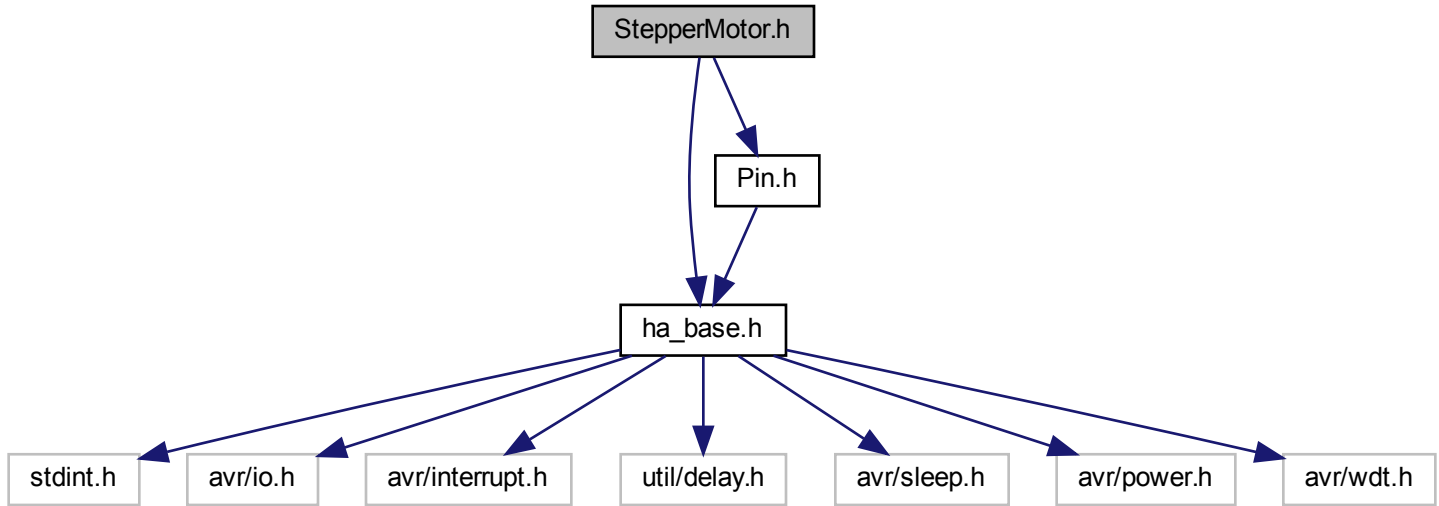 StepperMotor.h
Pin.h
ha_base.h
stdint.h
avr/io.h
avr/interrupt.h
util/delay.h
avr/sleep.h
avr/power.h
avr/wdt.h